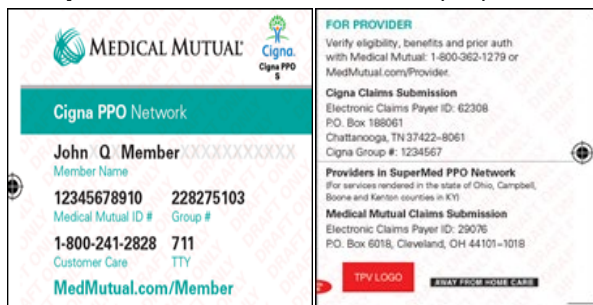 MEDICAL MUTUAL®
Cigna.
Cigna PPO
S
Cigna PPO Network
John X Q X Member XXXXXXXXXXX
Member Name
12345678910 228275103
Medical Mutual ID # Group #
1-800-241-2828 711
Customer Care TTY
MedMutual.com/Member
FOR PROVIDER
Verify eligibility, benefits and prior auth
with Medical Mutual: 1-800-362-1279 or
MedMutual.com/Provider.
Cigna Claims Submission
Electronic Claims Payer ID: 62308
P.O. Box 188061
Chattanooga, TN 37422-8061
Cigna Group #: 1234567
Providers in SuperMed PPO Network
(For services rendered in the state of Ohio, Campbell,
Boone and Kenton counties in KY)
Medical Mutual Claims Submission
Electronic Claims Payer ID: 29076
P.O. Box 6018, Cleveland, OH 44101-1018
TPV LOGO
AWAY FROM HOME CARE